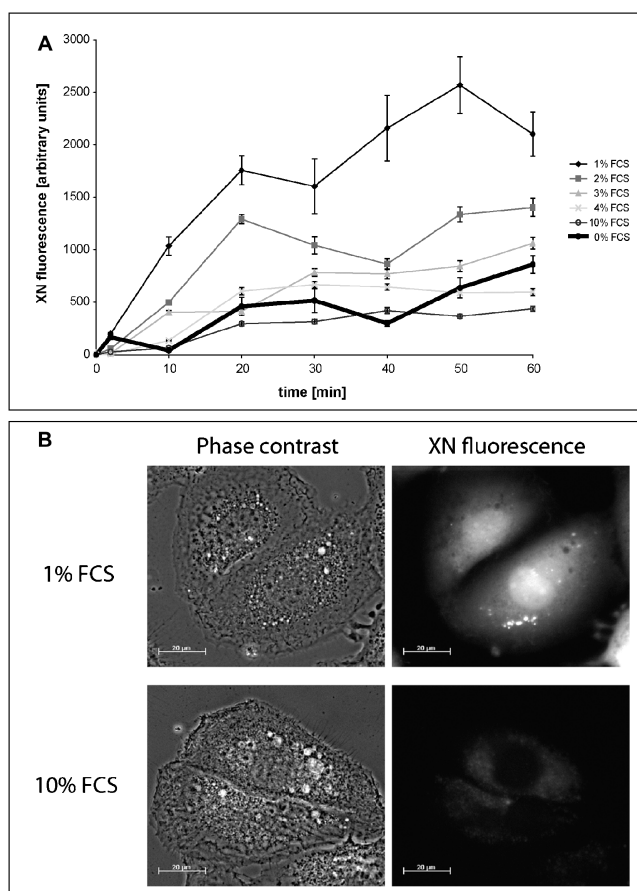 A
XN fluorescence [arbitrary units]
3000
2500
2000
1500
1000
500
0
0 10 20 30 40 50 60
time [min]
1% FCS
2% FCS
3% FCS
4% FCS
10% FCS
0% FCS
B
Phase contrast XN fluorescence
1% FCS
20 µm
20 µm
10% FCS
20 µm
20 µm